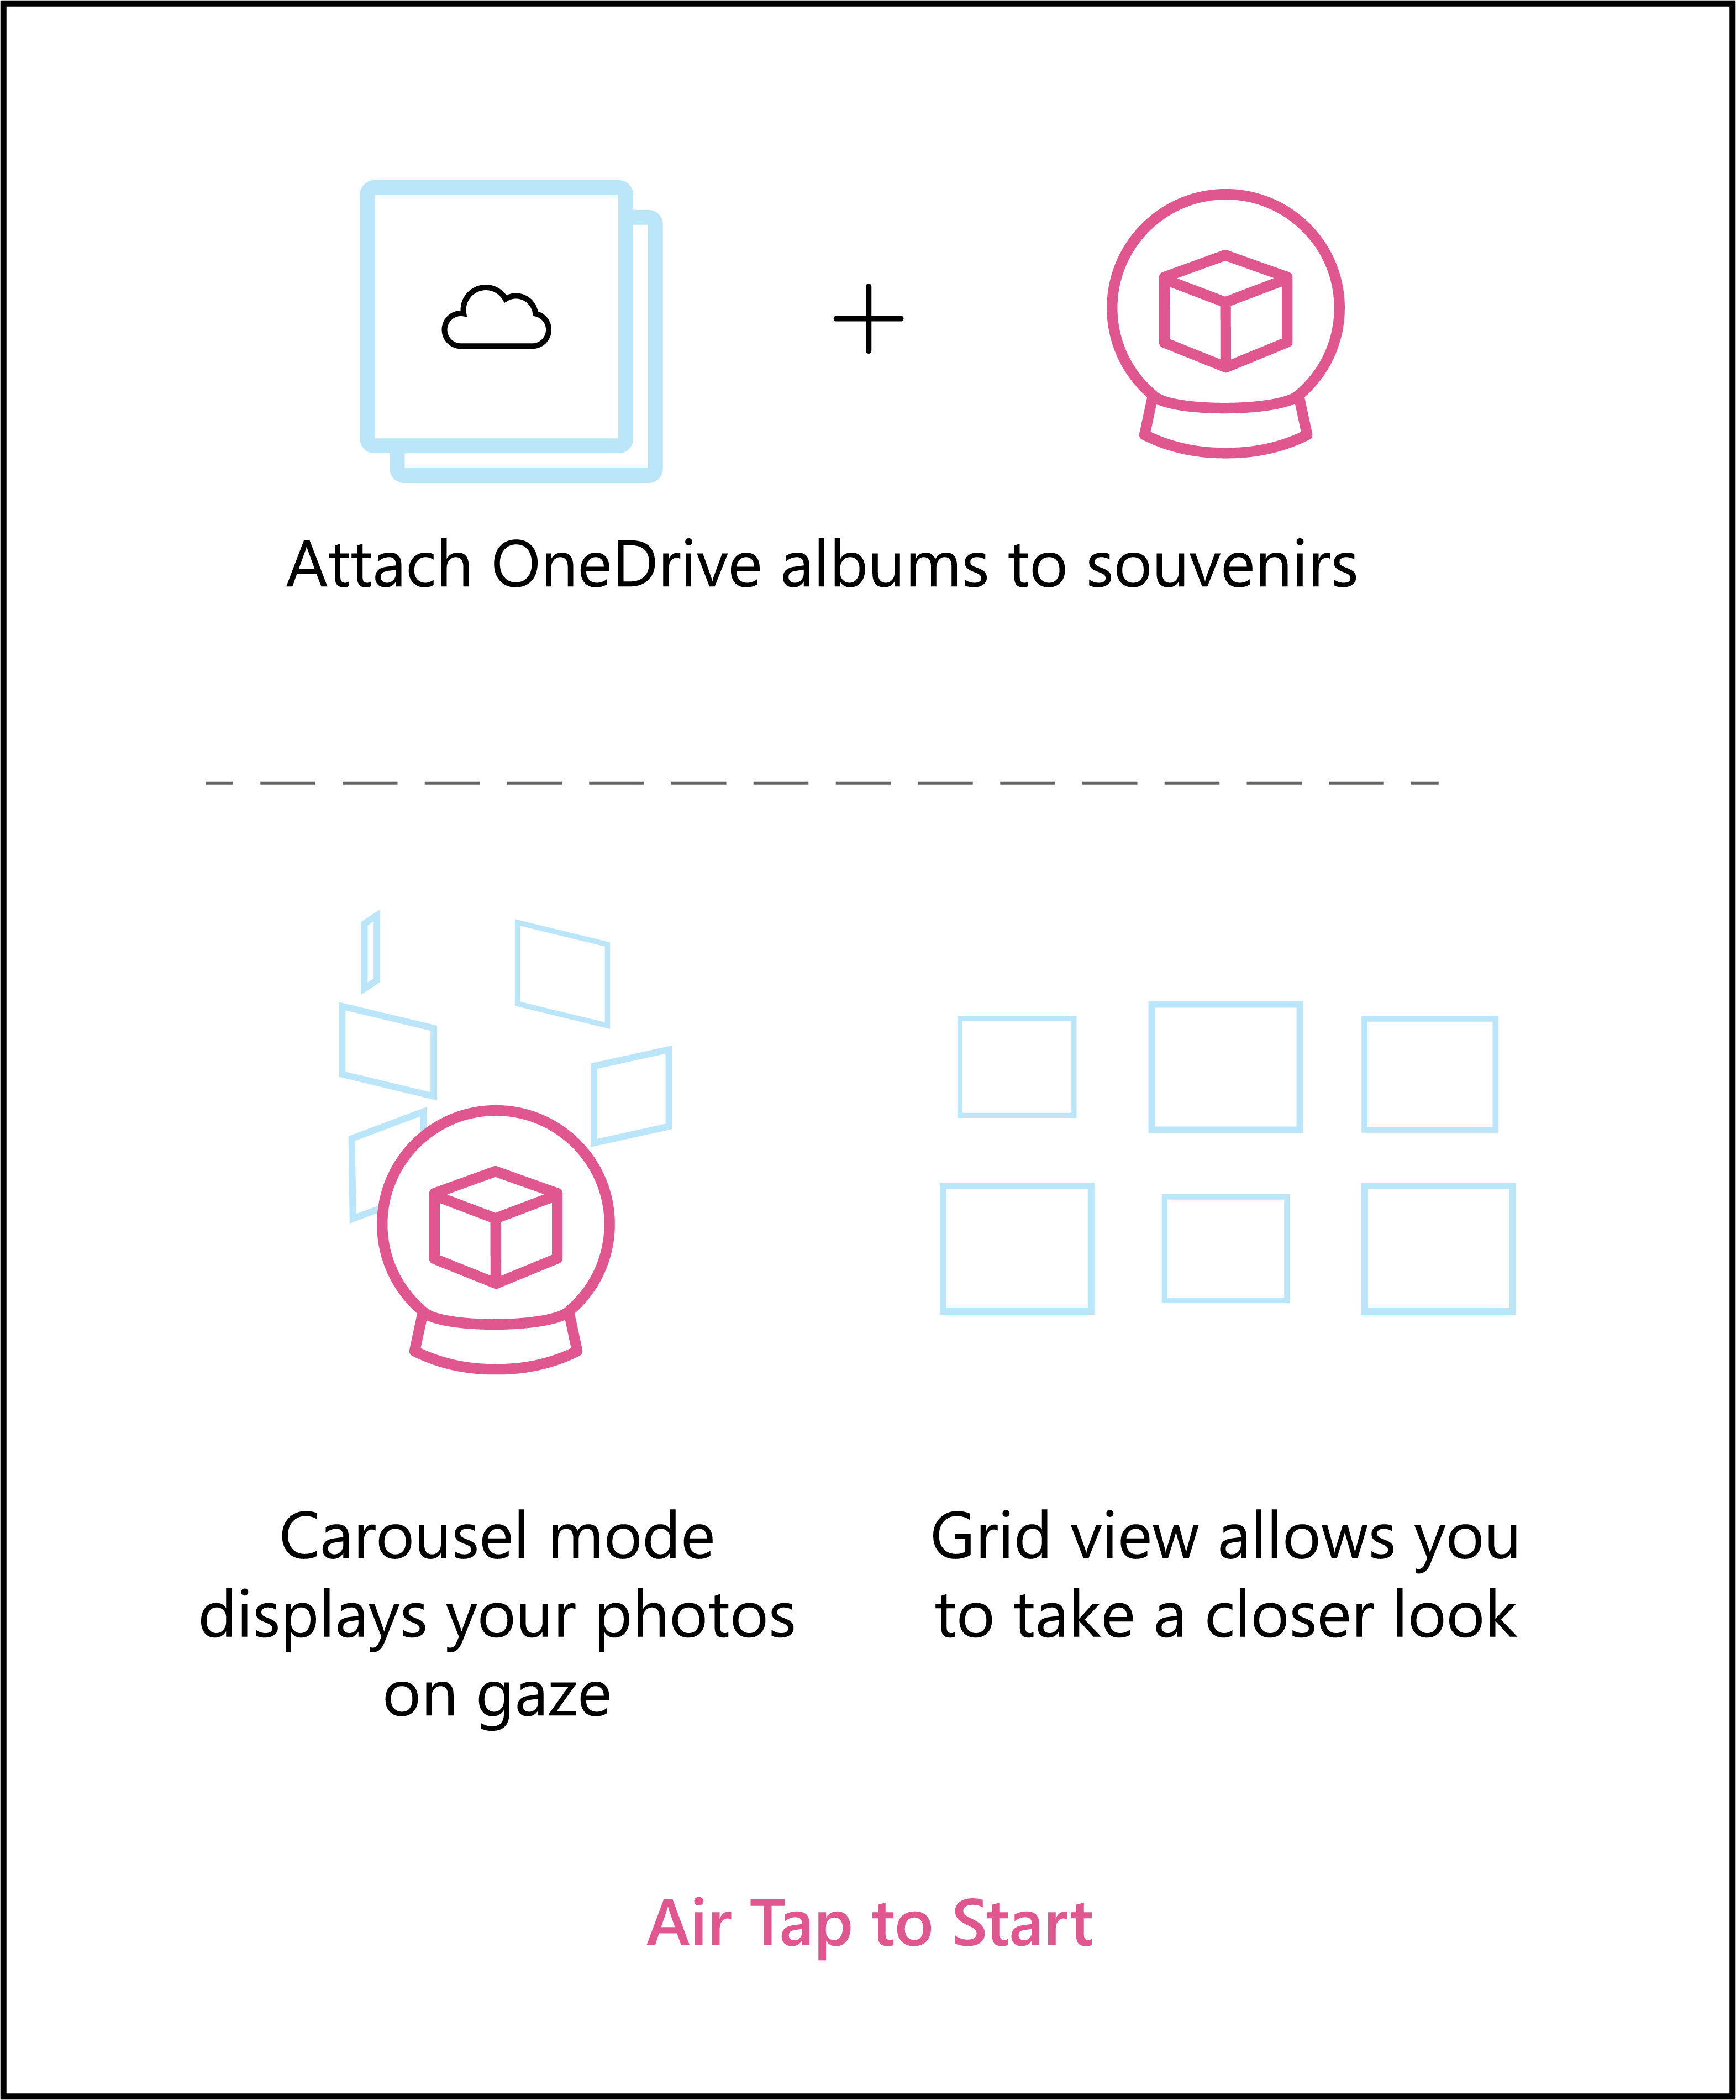 Attach OneDrive albums to souvenirs
Carousel mode
displays your photos
on gaze
Grid view allows you
to take a closer look
Air Tap to Start